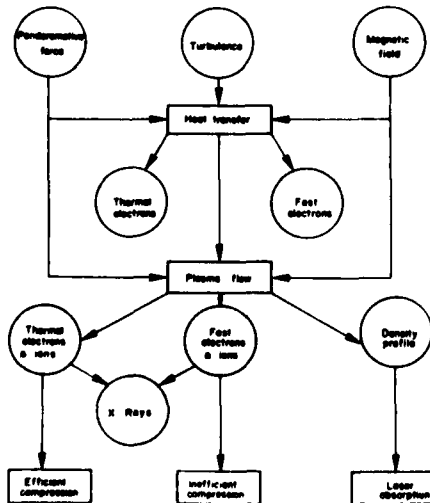 Ponderomotive
force
Turbulence
Magnetic
field
Heat transfer
Thermal
electrons
Fast
electrons
Plasma flow
Thermal
electrons
a ions
Fast
electrons
a ions
Density
profile
X Rays
Efficient
compression
Inefficient
compression
Laser
absorption